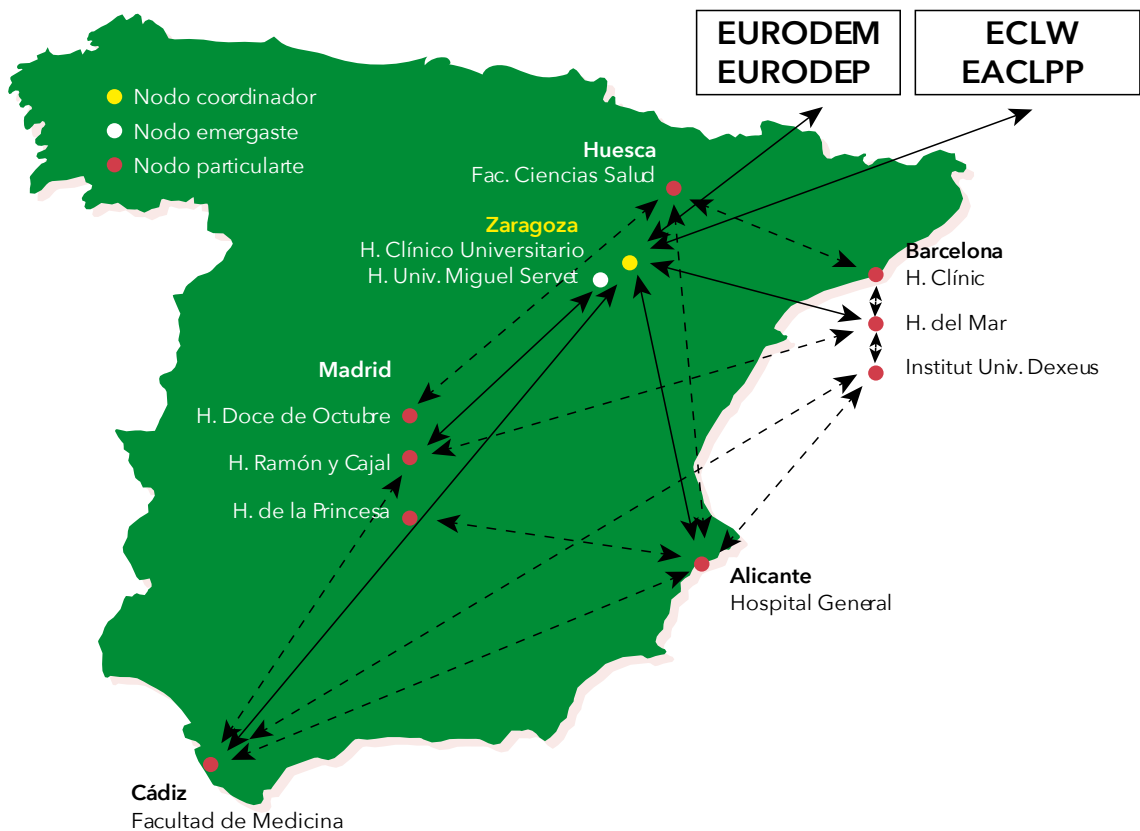 EURODEM
EURODEP
ECLW
EACLPP
Nodo coordinador
Nodo emergaste
Nodo particularte
Huesca
Fac. Ciencias Salud
Zaragoza
H. Clínico Universitario
H. Univ. Miguel Servet
Barcelona
H. Clínic
H. del Mar
Institut Univ. Dexeus
Madrid
H. Doce de Octubre
H. Ramón y Cajal
H. de la Princesa
Alicante
Hospital General
Cádiz
Facultad de Medicina